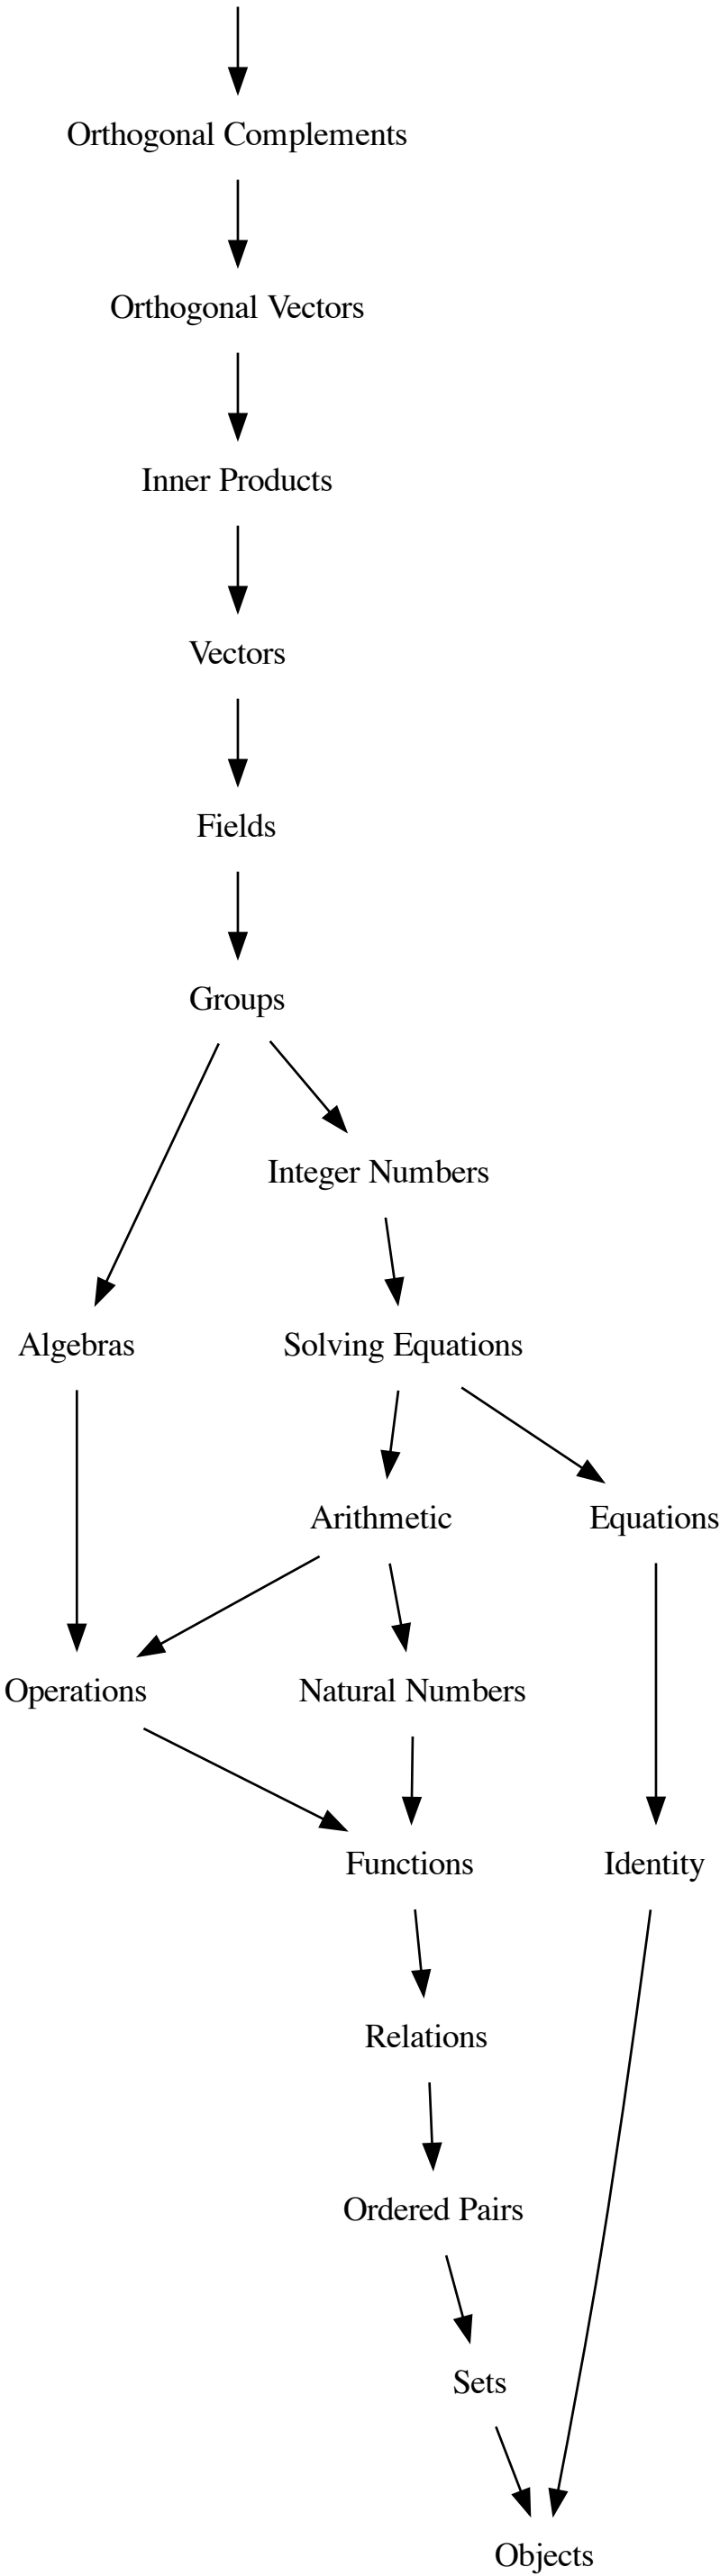 Orthogonal Complements
Orthogonal Vectors
Inner Products
Vectors
Fields
Groups
Integer Numbers
Algebras
Solving Equations
Arithmetic
Equations
Operations
Natural Numbers
Functions
Identity
Relations
Ordered Pairs
Sets
Objects